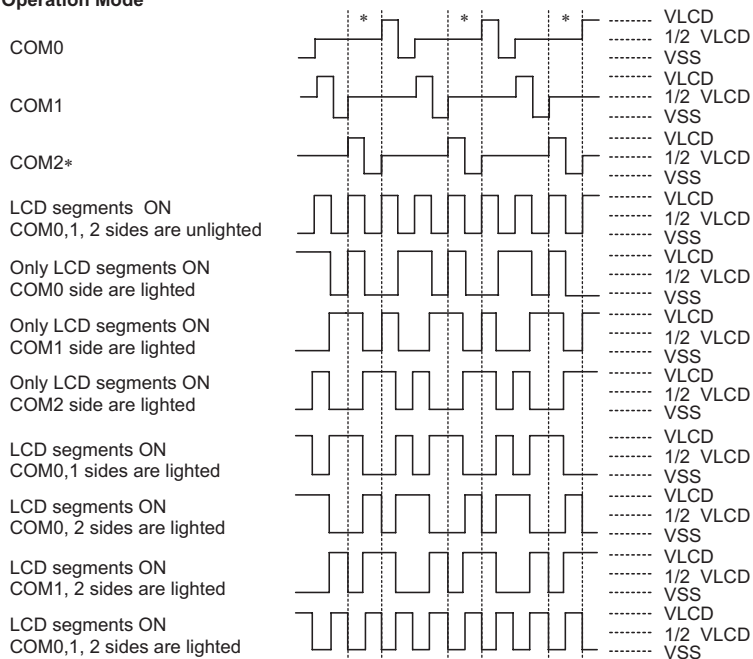 Operation Mode
* * *
COM0
VLCD
1/2 VLCD
VSS
COM1
VLCD
1/2 VLCD
VSS
COM2*
VLCD
1/2 VLCD
VSS
LCD segments ON
COM0,1, 2 sides are unlighted
VLCD
1/2 VLCD
VSS
Only LCD segments ON
COM0 side are lighted
VLCD
1/2 VLCD
VSS
Only LCD segments ON
COM1 side are lighted
VLCD
1/2 VLCD
VSS
Only LCD segments ON
COM2 side are lighted
VLCD
1/2 VLCD
VSS
LCD segments ON
COM0,1 sides are lighted
VLCD
1/2 VLCD
VSS
LCD segments ON
COM0, 2 sides are lighted
VLCD
1/2 VLCD
VSS
LCD segments ON
COM1, 2 sides are lighted
VLCD
1/2 VLCD
VSS
LCD segments ON
COM0,1, 2 sides are lighted
VLCD
1/2 VLCD
VSS